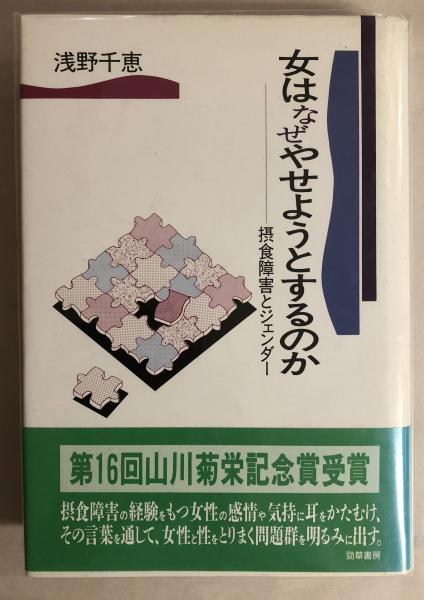 浅野千恵
女はなぜやせようとするのか
──摂食障害とジェンダー
第16回山川菊栄記念賞受賞
摂食障害の経験をもつ女性の感情や気持に耳をかたむけ、
その言葉を通して、女性と性をとりまく問題群を明るみに出す。
勁草書房